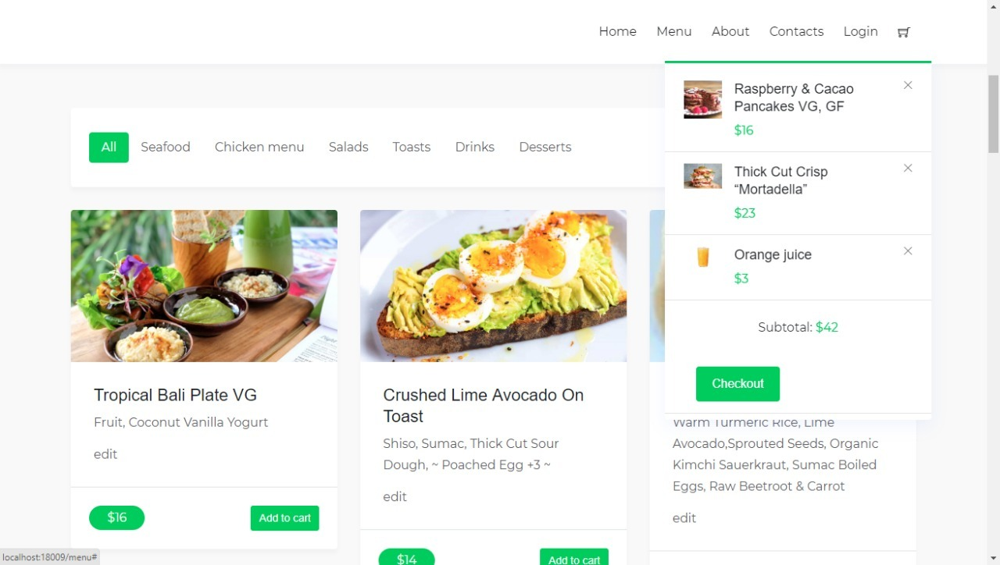 Home Menu About Contacts Login
Raspberry & Cacao
Pancakes VG, GF
$16
Thick Cut Crisp
“Mortadella”
$23
Orange juice
$3
Subtotal: $42
Checkout
All Seafood Chicken menu Salads Toasts Drinks Desserts
Tropical Bali Plate VG
Fruit, Coconut Vanilla Yogurt
edit
$16 Add to cart
Crushed Lime Avocado On
Toast
Shiso, Sumac, Thick Cut Sour
Dough, ~ Poached Egg +3 ~
edit
$14 Add to cart
Warm Turmeric Rice, Lime
Avocado,Sprouted Seeds, Organic
Kimchi Sauerkraut, Sumac Boiled
Eggs, Raw Beetroot & Carrot
edit
localhost:18009/menu#